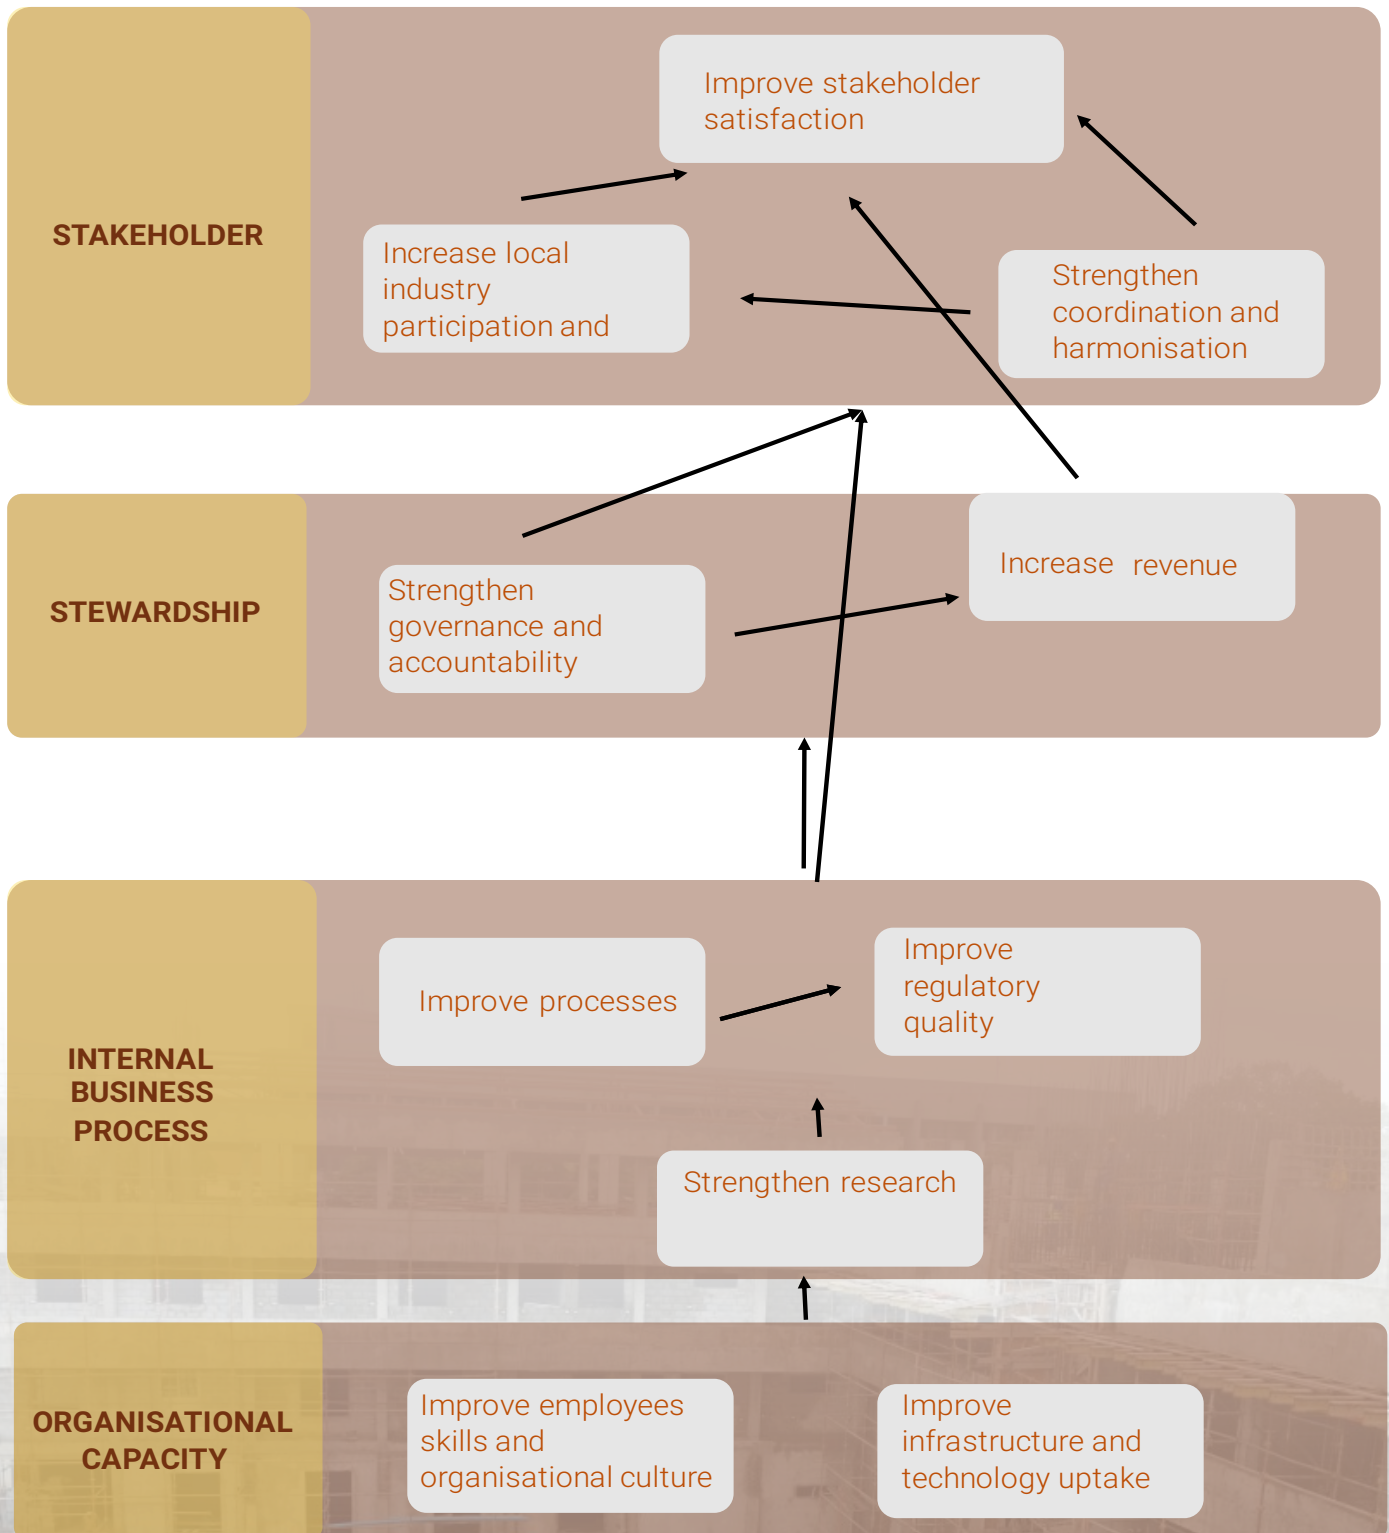 Improve stakeholder
satisfaction
STAKEHOLDER
Increase local
industry
participation and
Strengthen
coordination and
harmonisation
STEWARDSHIP
Strengthen
governance and
accountability
Increase revenue
INTERNAL
BUSINESS
PROCESS
Improve processes
Improve
regulatory
quality
Strengthen research
ORGANISATIONAL
CAPACITY
Improve employees
skills and
organisational culture
Improve
infrastructure and
technology uptake